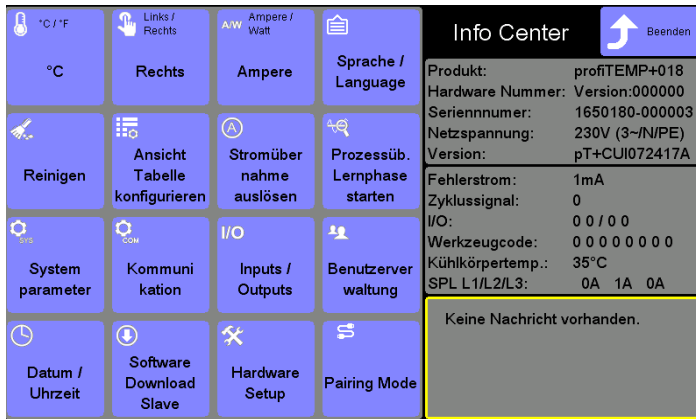 °C / °F
°C
Links /
Rechts
Rechts
A/W
Ampere /
Watt
Ampere
Sprache /
Language
Reinigen
Ansicht
Tabelle
konfigurieren
A
Stromüber
nahme
auslösen
Prozessüb.
Lernphase
starten
SYS
System
parameter
COM
Kommuni
kation
I/O
Inputs /
Outputs
Benutzerver
waltung
Datum /
Uhrzeit
Software
Download
Slave
Hardware
Setup
Pairing Mode
Info Center
Beenden
Produkt: profiTEMP+018
Hardware Nummer: Version:000000
Seriennnumer: 1650180-000003
Netzspannung: 230V (3~/N/PE)
Version: pT+CUI072417A
Fehlerstrom: 1mA
Zyklussignal: 0
I/O: 0 0 / 0 0
Werkzeugcode: 0 0 0 0 0 0 0 0
Kühlkörpertemp.: 35°C
SPL L1/L2/L3: 0A 1A 0A
Keine Nachricht vorhanden.